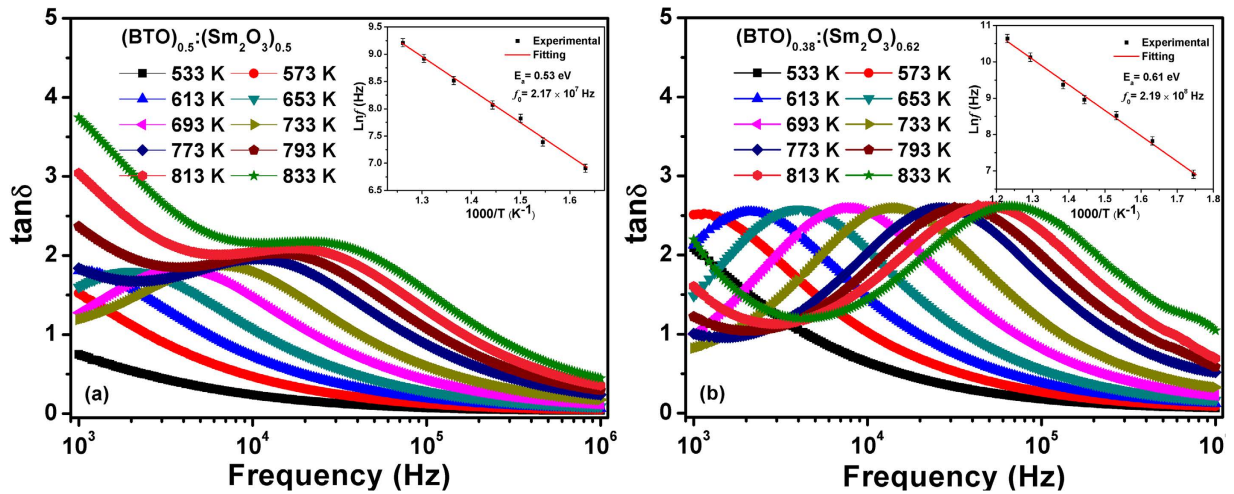 5
4
3
2
1
0
tanδ
(BTO)0.5:(Sm2O3)0.5
533 K 573 K
613 K 653 K
693 K 733 K
773 K 793 K
813 K 833 K
9.5
9.0
8.5
8.0
7.5
7.0
6.5
Lnf (Hz)
Experimental
Fitting
Ea = 0.53 eV
f0 = 2.17 × 10^7 Hz
1.3 1.4 1.5 1.6
1000/T (K-1)
(a)
10^3 10^4 10^5 10^6
Frequency (Hz)
5
4
3
2
1
0
tanδ
(BTO)0.38:(Sm2O3)0.62
533 K 573 K
613 K 653 K
693 K 733 K
773 K 793 K
813 K 833 K
11
10
9
8
7
Lnf (Hz)
Experimental
Fitting
Ea = 0.61 eV
f0 = 2.19 × 10^8 Hz
1.2 1.3 1.4 1.5 1.6 1.7 1.8
1000/T (K-1)
(b)
10^3 10^4 10^5 10
Frequency (Hz)